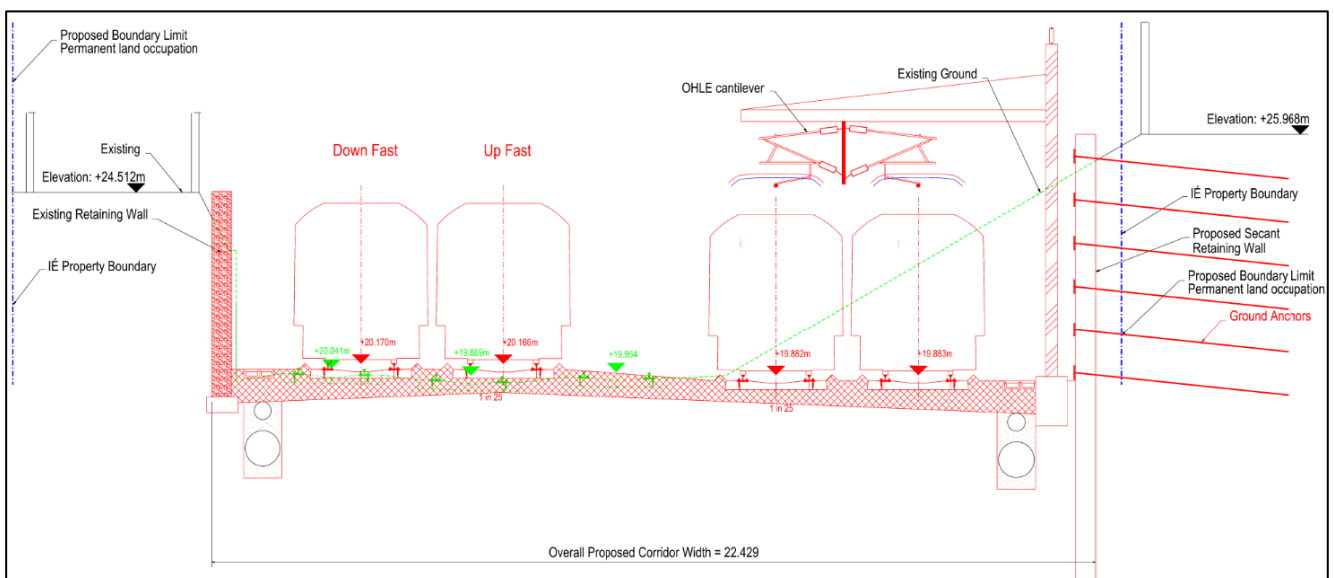 Proposed Boundary Limit
Permanent land occupation
Existing
Elevation: +24.512m
Existing Retaining Wall
IÉ Property Boundary
Down Fast
Up Fast
OHLE cantilever
Existing Ground
Elevation: +25.968m
IÉ Property Boundary
Proposed Secant
Retaining Wall
Proposed Boundary Limit
Permanent land occupation
Ground Anchors
+20.041m
+20.170m
+19.869m
+20.166m
+19.954
+19.882m
+19.883m
1 in 25
1 in 25
Overall Proposed Corridor Width = 22.429